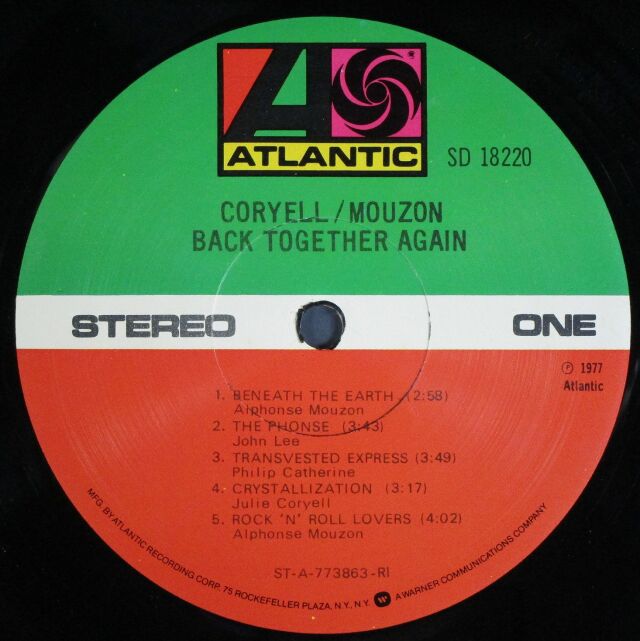 ATLANTIC
SD 18220
CORYELL/MOUZON
BACK TOGETHER AGAIN
STEREO
ONE
℗ 1977
Atlantic
1. BENEATH THE EARTH (2:58)
Alphonse Mouzon
2. THE PHONSE (3:43)
John Lee
3. TRANSVESTED EXPRESS (3:49)
Philip Catherine
4. CRYSTALLIZATION (3:17)
Julie Coryell
5. ROCK 'N' ROLL LOVERS (4:02)
Alphonse Mouzon
ST-A-773863-RI
MFG. BY ATLANTIC RECORDING CORP. 75 ROCKEFELLER PLAZA, N.Y., N.Y. A WARNER COMMUNICATIONS COMPANY